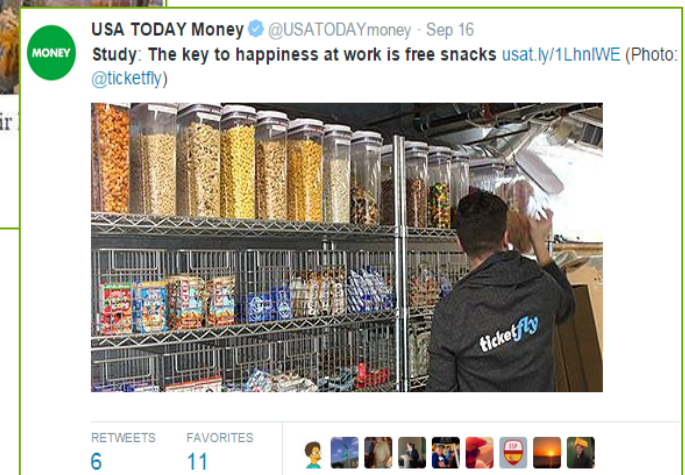 MONEY
USA TODAY Money @USATODAYmoney · Sep 16
Study: The key to happiness at work is free snacks usat.ly/1LhnIWE (Photo:
@ticketfly)
ticketfly
RETWEETS FAVORITES
6 11